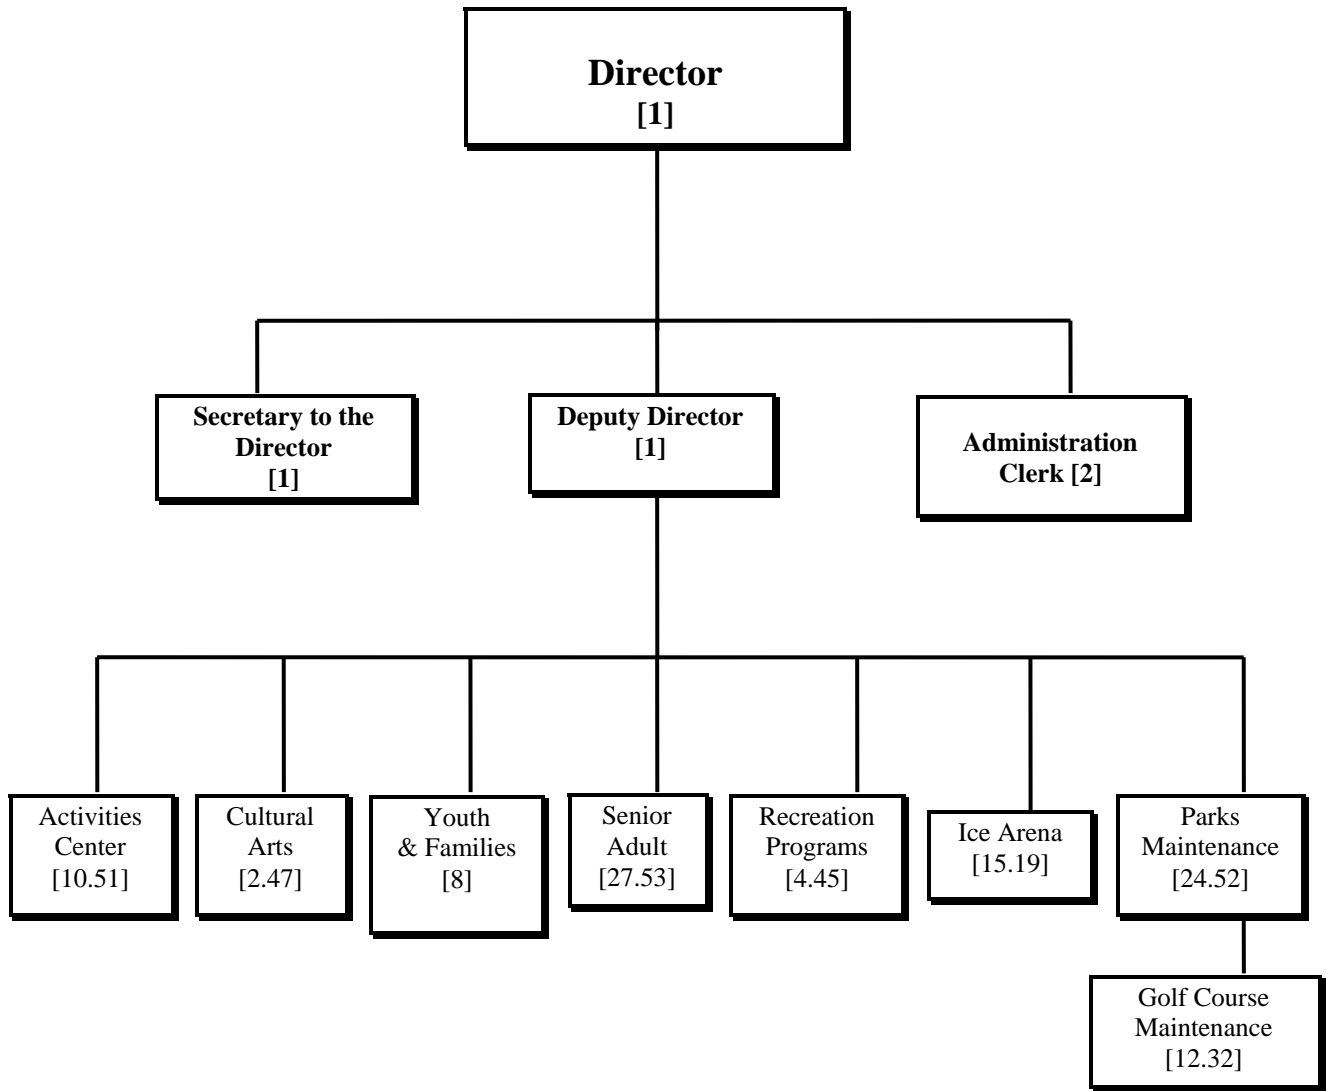 Director
[1]
Secretary to the
Director
[1]
Deputy Director
[1]
Administration
Clerk [2]
Activities
Center
[10.51]
Cultural
Arts
[2.47]
Youth
& Families
[8]
Senior
Adult
[27.53]
Recreation
Programs
[4.45]
Ice Arena
[15.19]
Parks
Maintenance
[24.52]
Golf Course
Maintenance
[12.32]